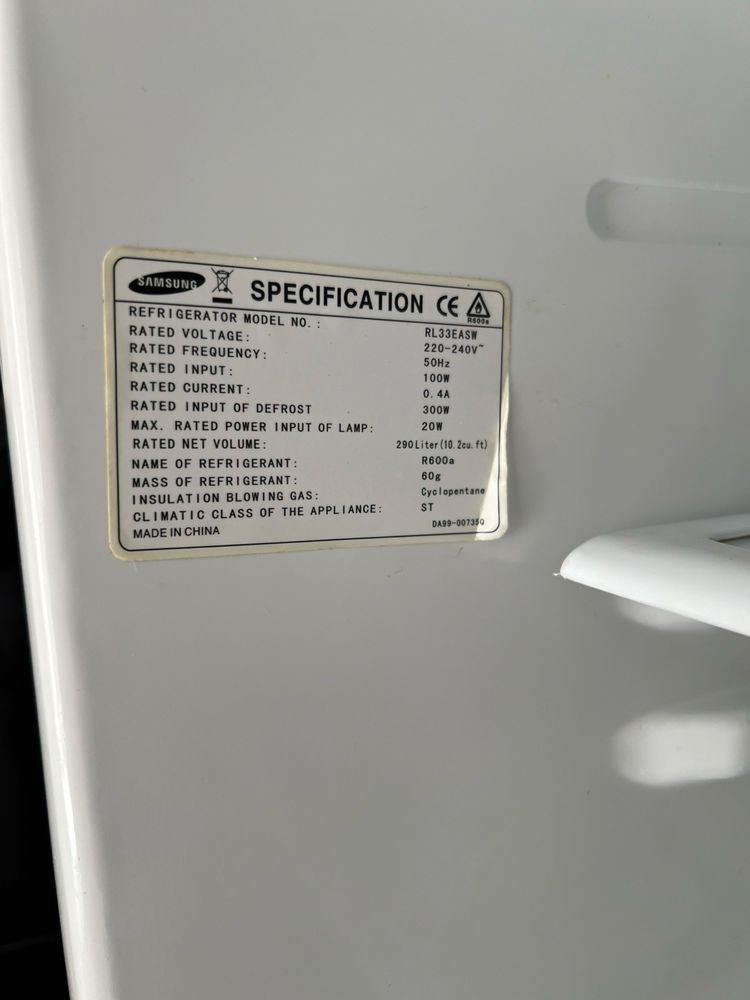 SAMSUNG SPECIFICATION CE R600a
REFRIGERATOR MODEL NO. : RL33EASW
RATED VOLTAGE: 220-240V~
RATED FREQUENCY: 50Hz
RATED INPUT: 100W
RATED CURRENT: 0.4A
RATED INPUT OF DEFROST 300W
MAX. RATED POWER INPUT OF LAMP: 20W
RATED NET VOLUME: 290Liter(10.2cu.ft)
NAME OF REFRIGERANT: R600a
MASS OF REFRIGERANT: 60g
INSULATION BLOWING GAS: Cyclopentane
CLIMATIC CLASS OF THE APPLIANCE: ST
MADE IN CHINA DA99-00735Q